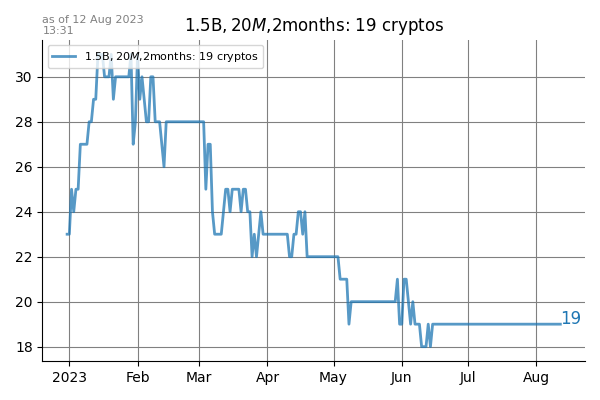 as of 12 Aug 2023
13:31
1.5B, 20M,2months: 19 cryptos
1.5B, 20M,2months: 19 cryptos
30
28
26
24
22
20
18
19
2023 Feb Mar Apr May Jun Jul Aug